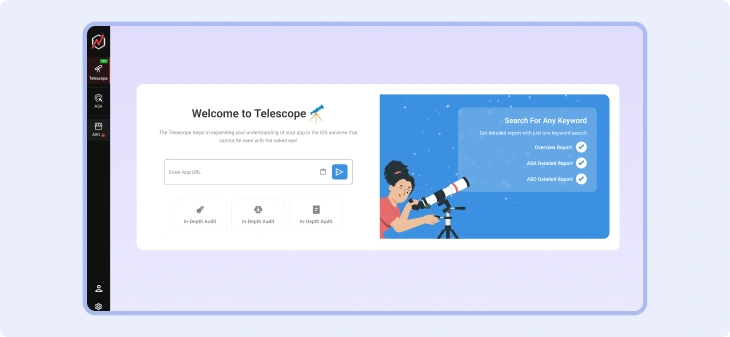 Telescope
ASA
ASO
Welcome to Telescope
The Telescope helps in expanding your understanding of your app in the iOS universe that
cannot be view with the naked eye!
Enter App URL
In-Depth Audit
In-Depth Audit
In-Depth Audit
Search For Any Keyword
Get detailed report with just one keyword search
Overview Report
ASA Detailed Report
ASO Detailed Report